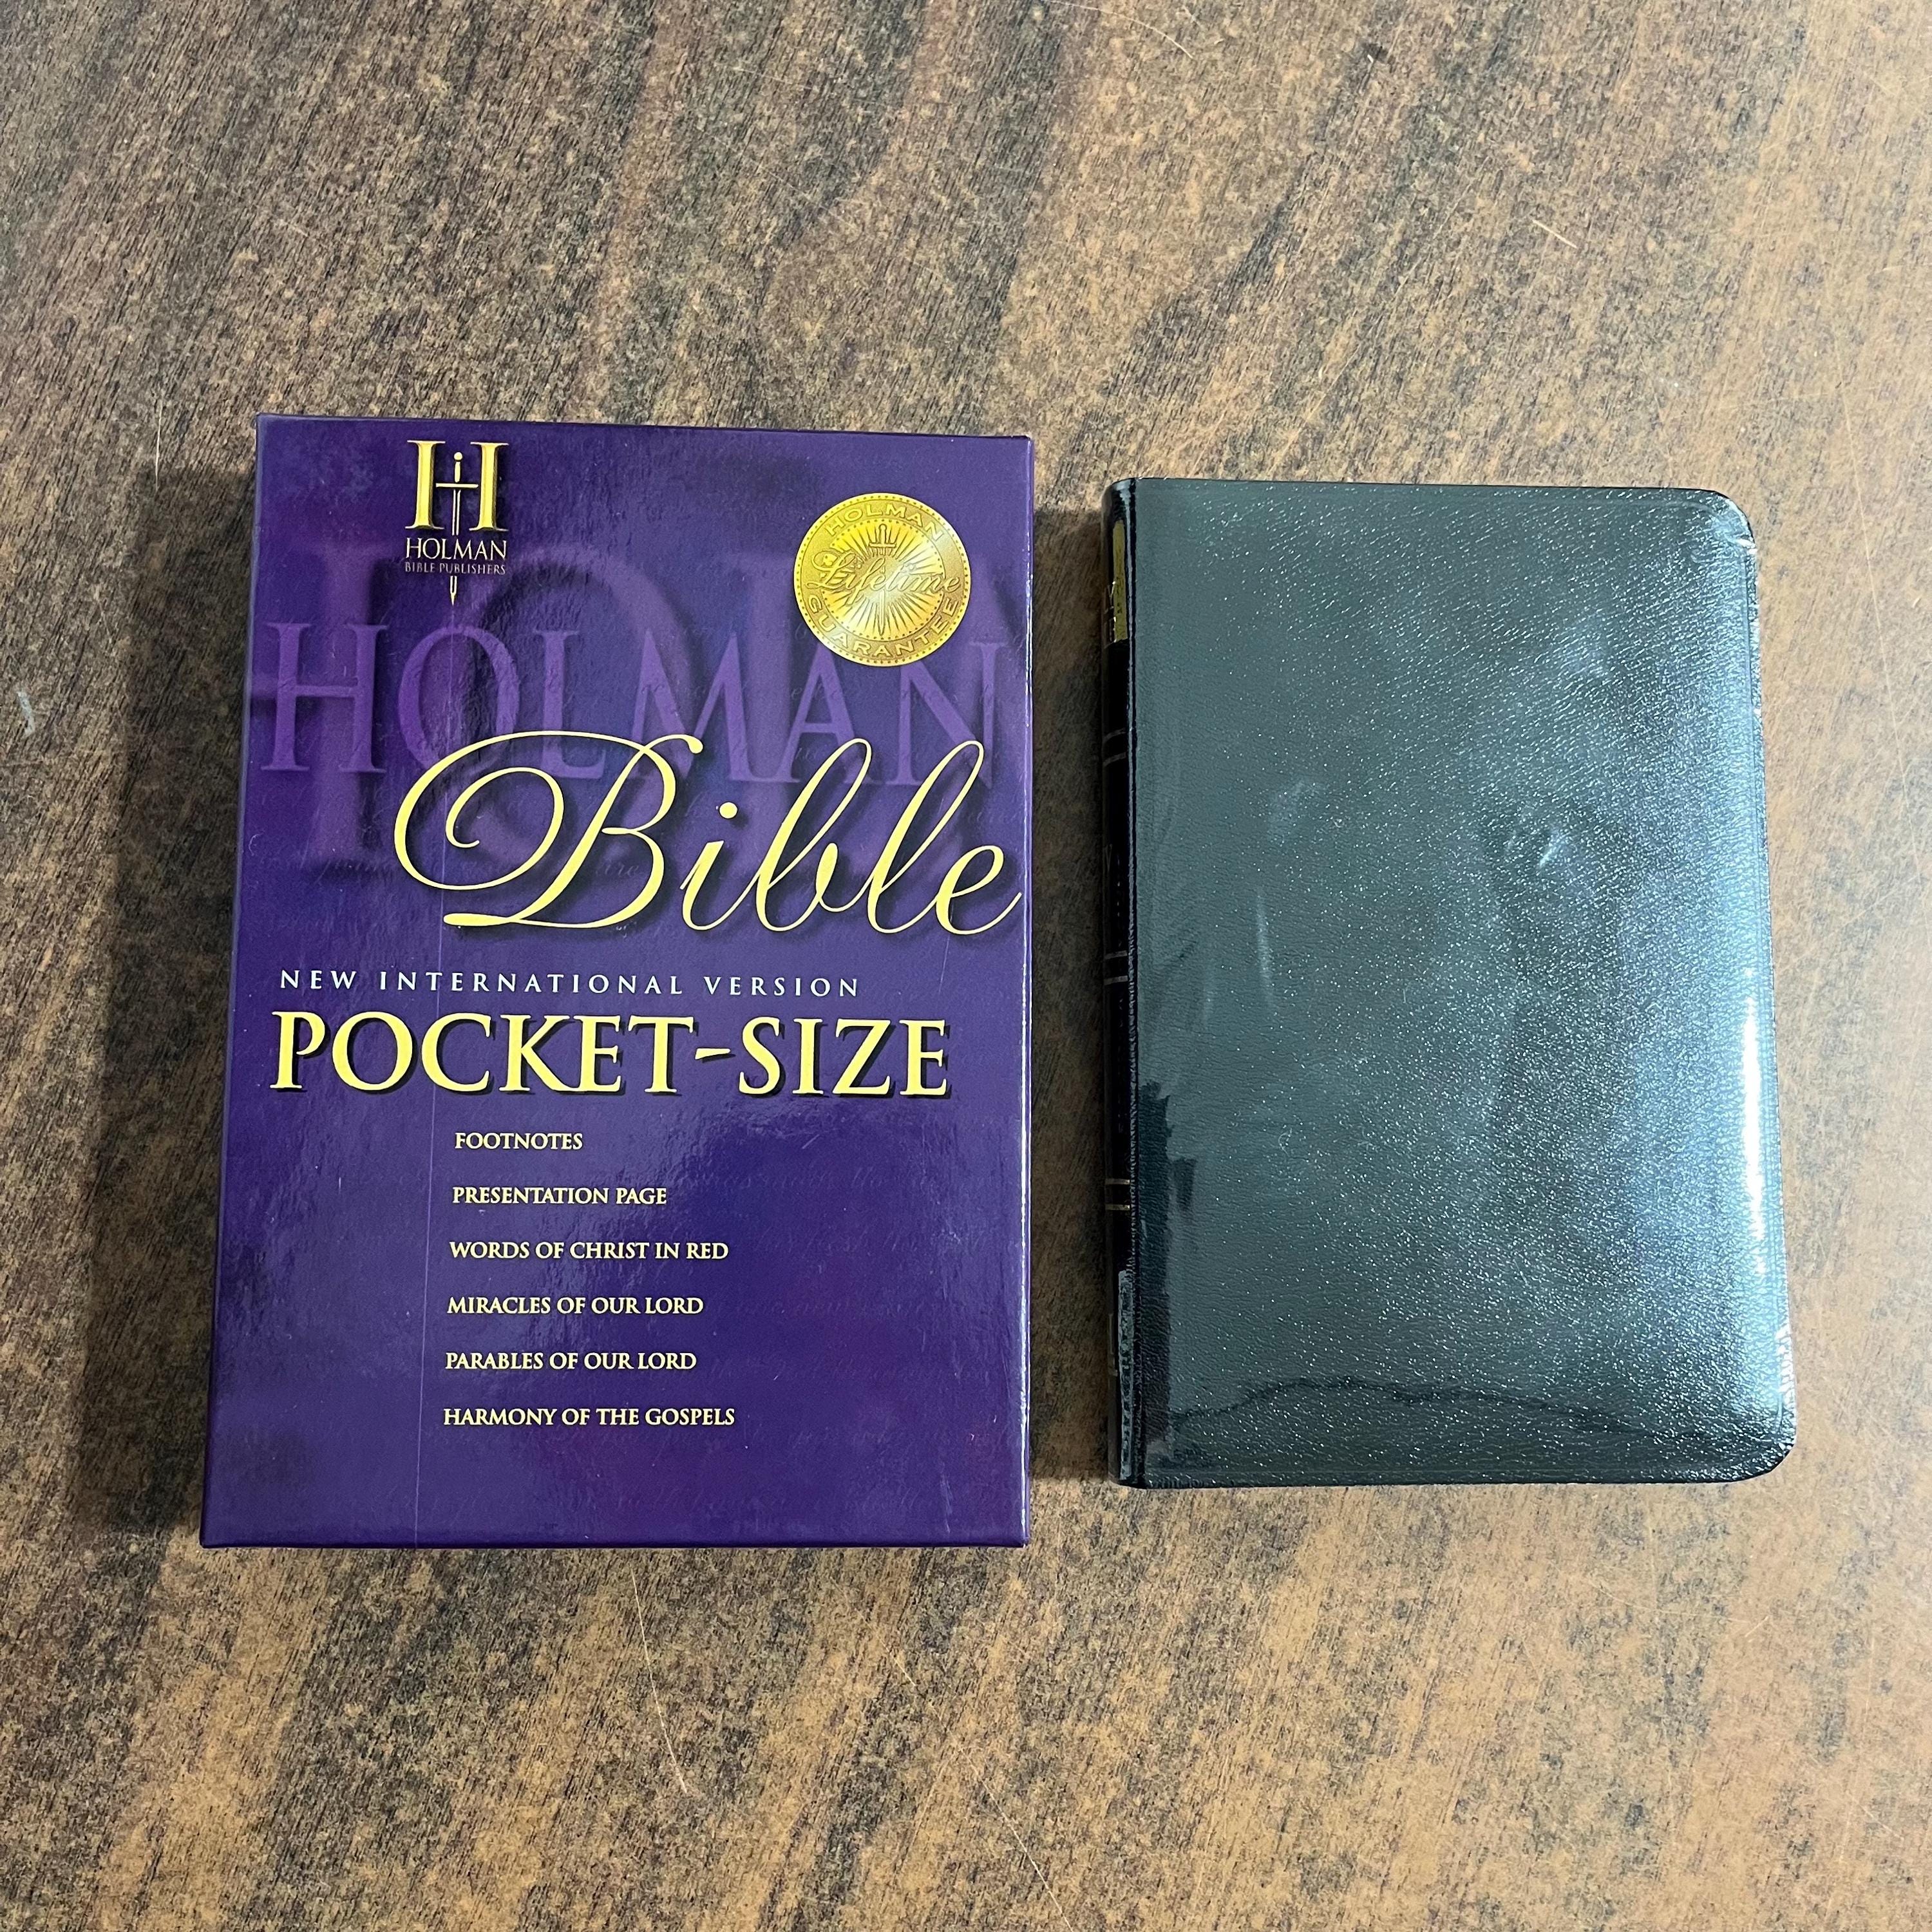 H
HOLMAN
BIBLE PUBLISHERS
HOLMAN
Lifetime
GUARANTEE
HOLMAN
Bible
NEW INTERNATIONAL VERSION
POCKET-SIZE
FOOTNOTES
PRESENTATION PAGE
WORDS OF CHRIST IN RED
MIRACLES OF OUR LORD
PARABLES OF OUR LORD
HARMONY OF THE GOSPELS